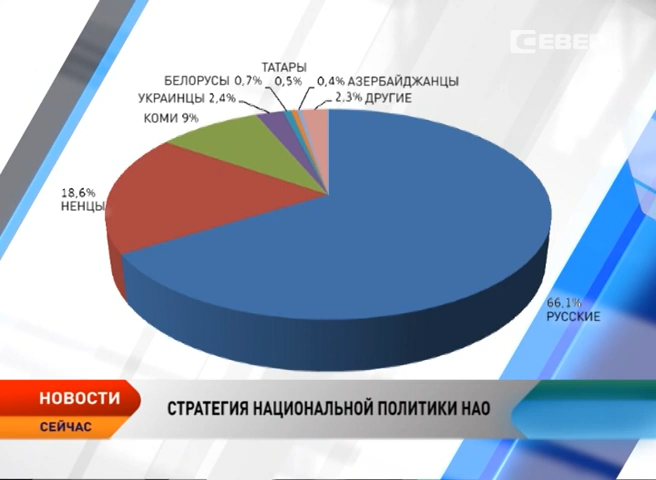 СЕВЕР
ТАТАРЫ
БЕЛОРУСЫ 0,7% 0,5% 0,4% АЗЕРБАЙДЖАНЦЫ
УКРАИНЦЫ 2,4% 2.3% ДРУГИЕ
КОМИ 9%
18,6%
НЕНЦЫ
66,1%
РУССКИЕ
НОВОСТИ
СТРАТЕГИЯ НАЦИОНАЛЬНОЙ ПОЛИТИКИ НАО
СЕЙЧАС